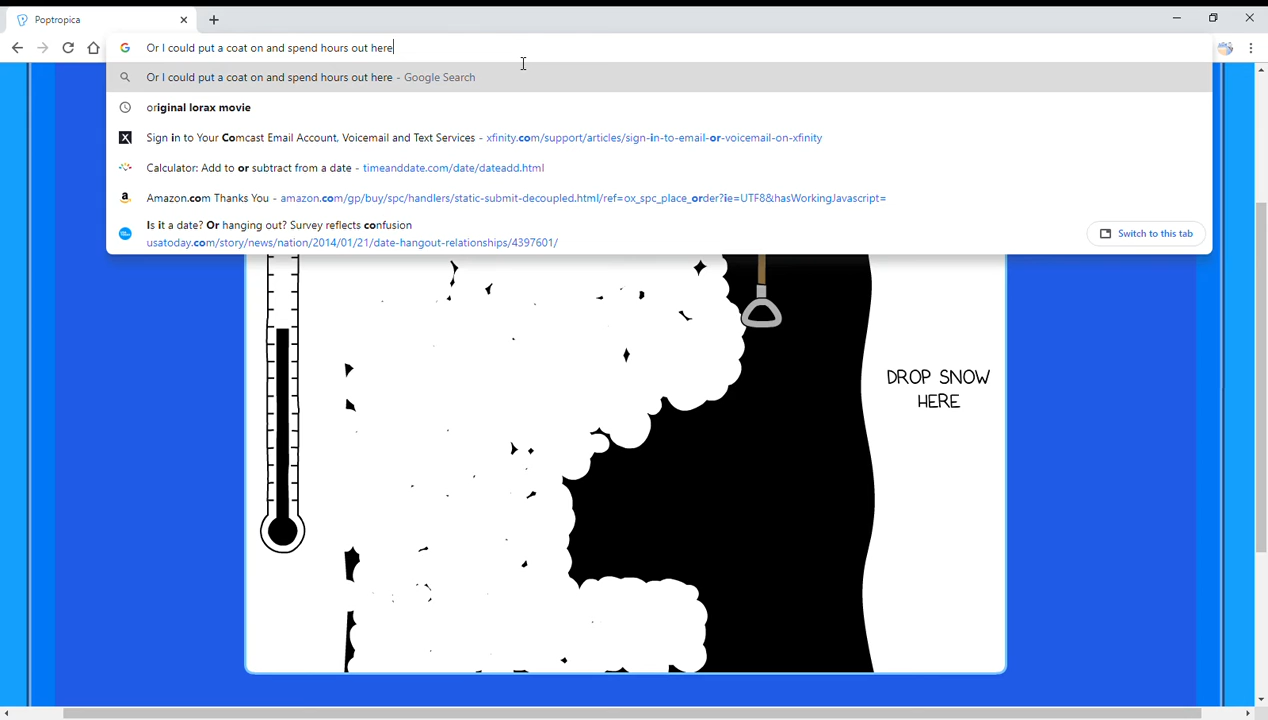 Poptropica
Or I could put a coat on and spend hours out here
Or I could put a coat on and spend hours out here - Google Search
original lorax movie
Sign in to Your Comcast Email Account, Voicemail and Text Services - xfinity.com/support/articles/sign-in-to-email-or-voicemail-on-xfinity
Calculator: Add to or subtract from a date - timeanddate.com/date/dateadd.html
Amazon.com Thanks You - amazon.com/gp/buy/spc/handlers/static-submit-decoupled.html/ref=ox_spc_place_order?ie=UTF8&hasWorkingJavascript=
Is it a date? Or hanging out? Survey reflects confusion
usatoday.com/story/news/nation/2014/01/21/date-hangout-relationships/4397601/
Switch to this tab
DROP SNOW
HERE